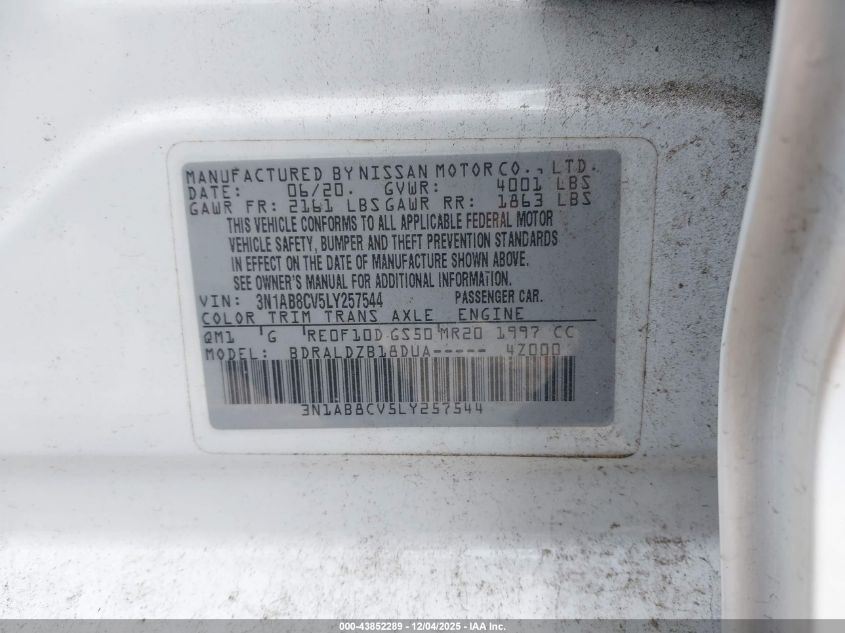 MANUFACTURED BY NISSAN MOTOR CO., LTD.
DATE: 06/20. GVWR: 4001 LBS
GAWR FR: 2161 LBS GAWR RR: 1863 LBS
THIS VEHICLE CONFORMS TO ALL APPLICABLE FEDERAL MOTOR
VEHICLE SAFETY, BUMPER AND THEFT PREVENTION STANDARDS
IN EFFECT ON THE DATE OF MANUFACTURE SHOWN ABOVE.
SEE OWNER'S MANUAL FOR ADDITIONAL INFORMATION.
VIN: 3N1AB8CV5LY257544 PASSENGER CAR.
COLOR TRIM TRANS AXLE ENGINE
QM1 G RE0F10D GS50 MR20 1997 CC
MODEL: BDRALDZB18DUA----- 4Z000
3N1AB8CV5LY257544
000-43852289 - 12/04/2025 - IAA, Inc.